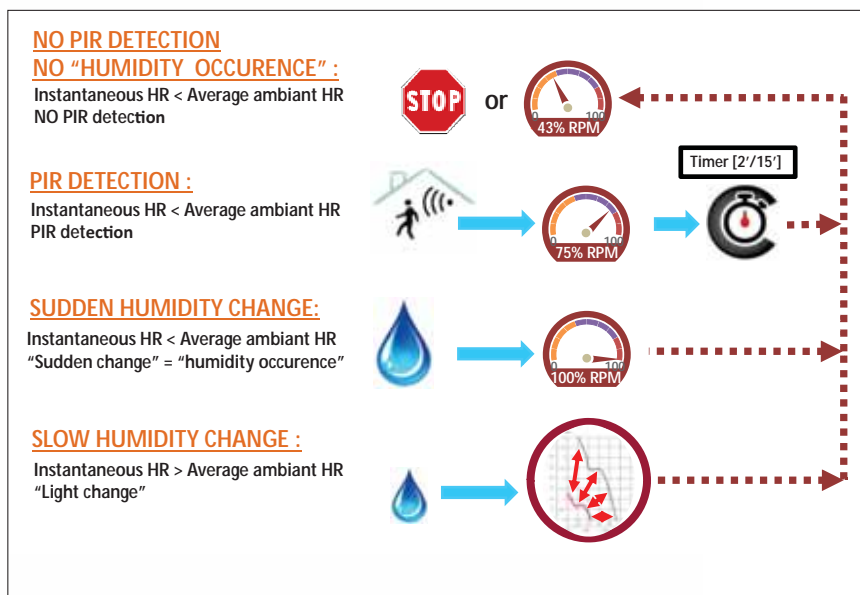 NO PIR DETECTION
NO “HUMIDITY OCCURENCE” :
Instantaneous HR < Average ambiant HR
NO PIR detection
STOP
or
0 100
43% RPM
Timer [2'/15']
PIR DETECTION :
Instantaneous HR < Average ambiant HR
PIR detection
0 100
75% RPM
SUDDEN HUMIDITY CHANGE:
Instantaneous HR < Average ambiant HR
“Sudden change” = “humidity occurence”
0 100
100% RPM
SLOW HUMIDITY CHANGE :
Instantaneous HR > Average ambiant HR
“Light change”